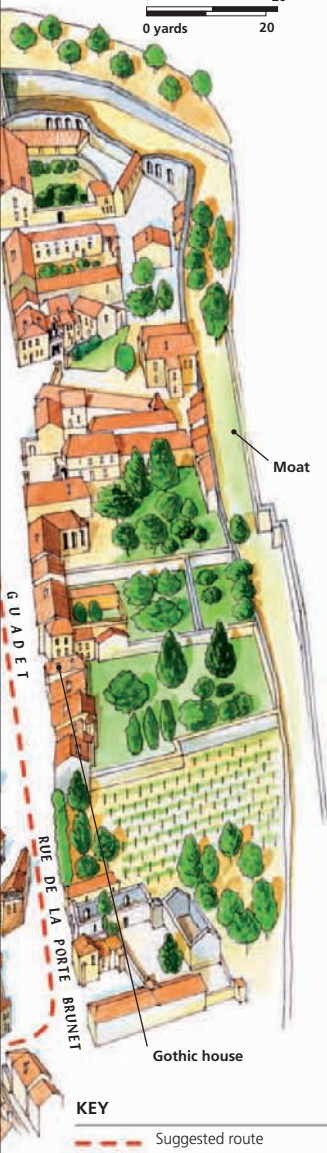 0 yards 20
Moat
GUADET
RUE DE LA PORTE BRUNET
Gothic house
KEY
Suggested route